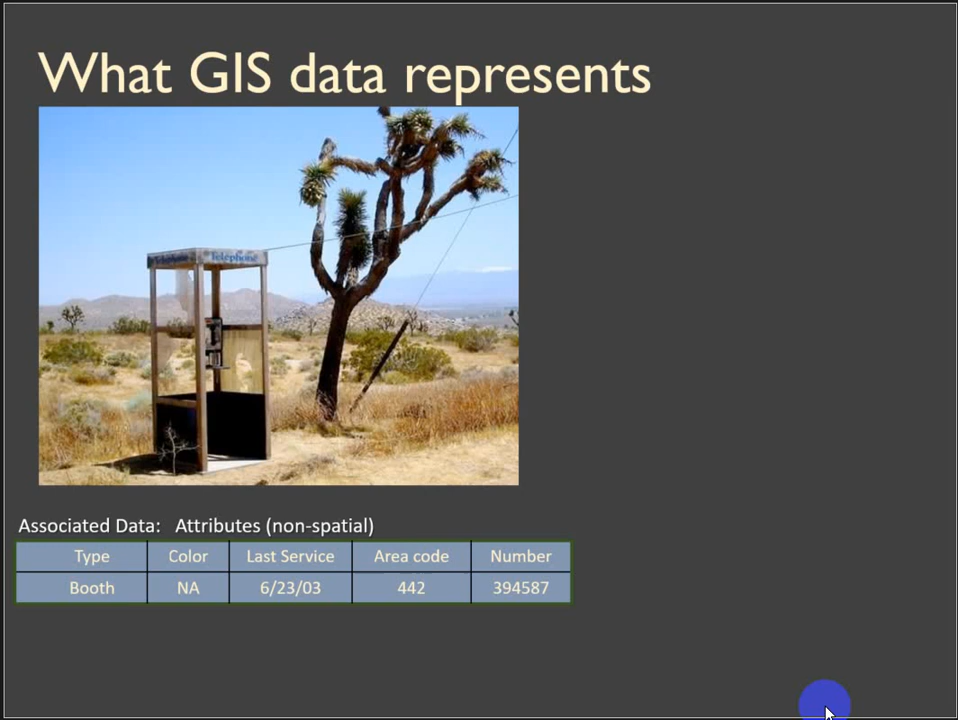 What GIS data represents
Telephone
Associated Data: Attributes (non-spatial)
Type Color Last Service Area code Number
Booth NA 6/23/03 442 394587